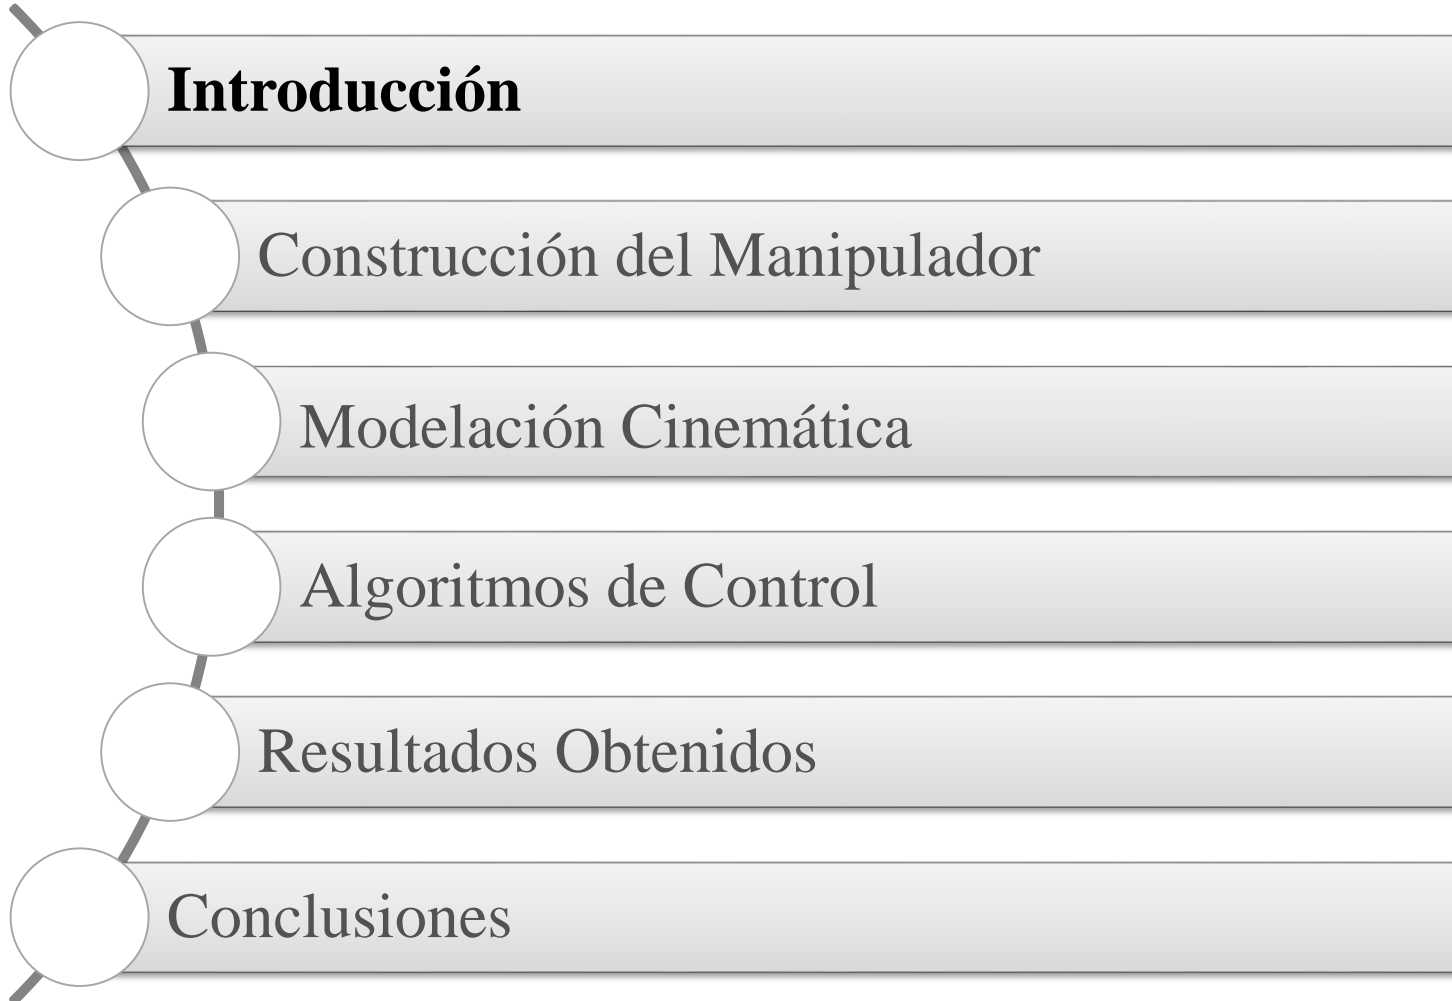 Introducción
Construcción del Manipulador
Modelación Cinemática
Algoritmos de Control
Resultados Obtenidos
Conclusiones